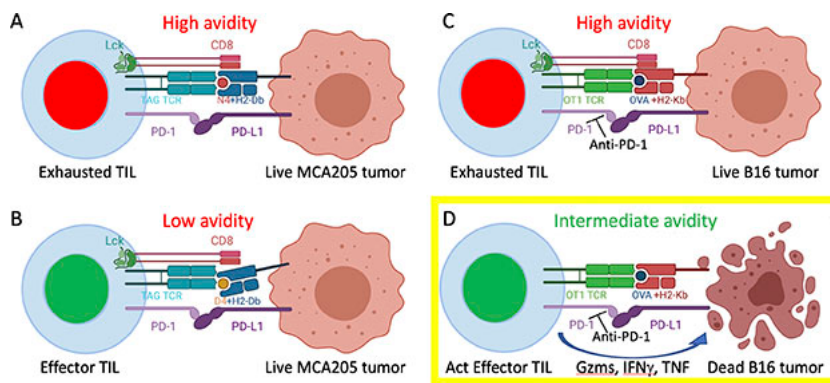 A
High avidity
Lck
CD8
TAG TCR
N4+H2-Db
PD-1
PD-L1
Exhausted TIL
Live MCA205 tumor
B
Low avidity
Lck
CD8
TAG TCR
D4+H2-Db
PD-1
PD-L1
Effector TIL
Live MCA205 tumor
C
High avidity
Lck
CD8
OT1 TCR
OVA +H2-Kb
PD-1
PD-L1
Anti-PD-1
Exhausted TIL
Live B16 tumor
D
Intermediate avidity
OT1 TCR
OVA +H2-Kb
PD-1
PD-L1
Anti-PD-1
Act Effector TIL
Gzms, IFNγ, TNF
Dead B16 tumor